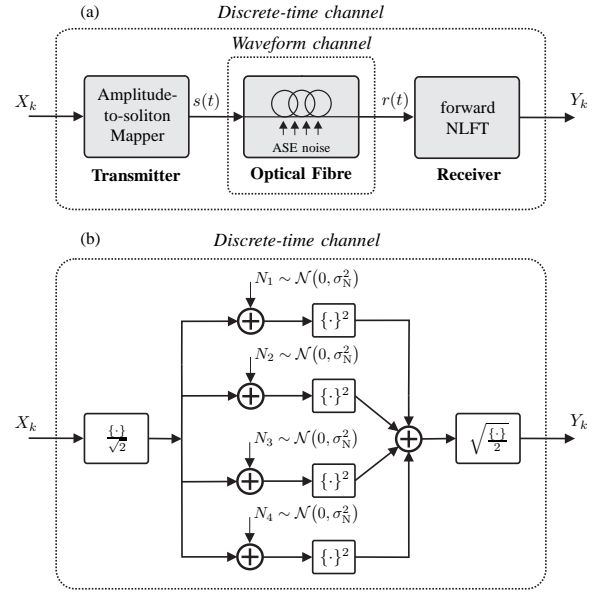 (a) Discrete-time channel
Waveform channel
X_k
Amplitude-
to-soliton
Mapper
s(t)
ASE noise
r(t)
forward
NLFT
Y_k
Transmitter
Optical Fibre
Receiver
(b) Discrete-time channel
N_1 ∼ 𝒩(0, σ_N^2)
{·}^2
N_2 ∼ 𝒩(0, σ_N^2)
{·}^2
X_k
{·}/√2
√({·}/2)
Y_k
N_3 ∼ 𝒩(0, σ_N^2)
{·}^2
N_4 ∼ 𝒩(0, σ_N^2)
{·}^2